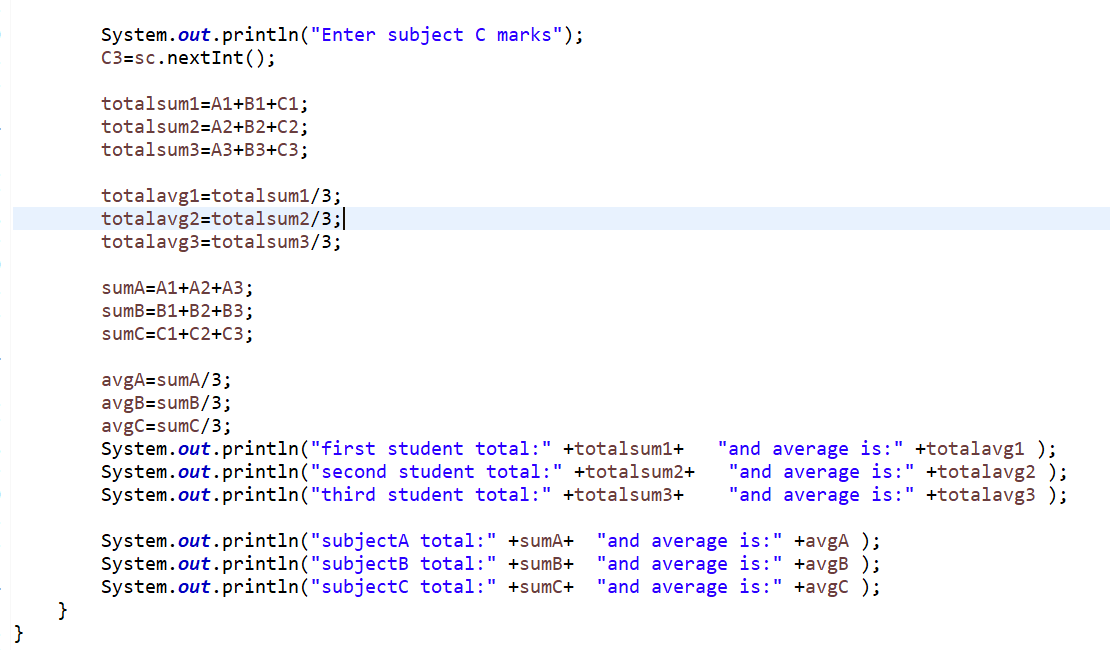 System.out.println("Enter subject C marks");
C3=sc.nextInt();
totalsum1=A1+B1+C1;
totalsum2=A2+B2+C2;
totalsum3=A3+B3+C3;
totalavg1=totalsum1/3;
totalavg2=totalsum2/3;
totalavg3=totalsum3/3;
sumA=A1+A2+A3;
sumB=B1+B2+B3;
sumC=C1+C2+C3;
avgA=sumA/3;
avgB=sumB/3;
avgC=sumC/3;
System.out.println("first student total:" +totalsum1+   "and average is:" +totalavg1 );
System.out.println("second student total:" +totalsum2+   "and average is:" +totalavg2 );
System.out.println("third student total:" +totalsum3+    "and average is:" +totalavg3 );
System.out.println("subjectA total:" +sumA+  "and average is:" +avgA );
System.out.println("subjectB total:" +sumB+  "and average is:" +avgB );
System.out.println("subjectC total:" +sumC+  "and average is:" +avgC );
}
}